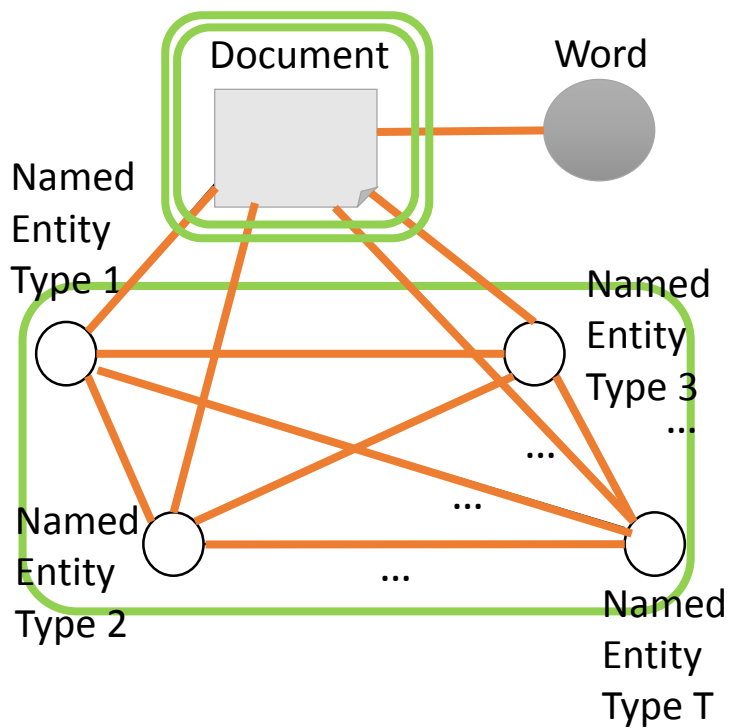 Document
Word
Named
Entity
Type 1
Named
Entity
Type 3
...
...
...
Named
Entity
Type 2
...
Named
Entity
Type T